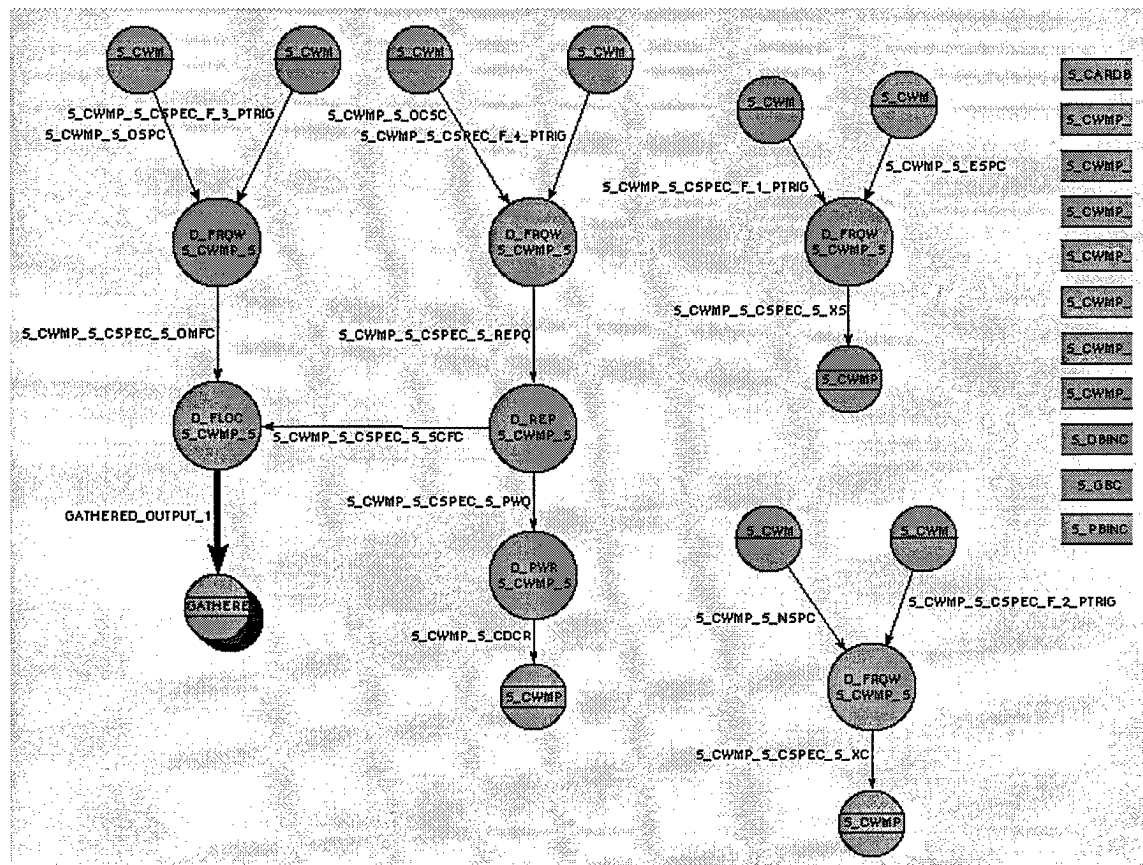 S_CWM
S_CWM
S_CWM
S_CWM
S_CWM
S_CWM
S_CARDB
S_CWMP_
S_CWMP_
S_CWMP_
S_CWMP_
S_CWMP_
S_CWMP_
S_CWMP_
S_DBINC
S_GBC
S_PBINC
S_CWMP_S_CSPEC_F_3_PTRIG
S_CWMP_S_OSPC
S_CWMP_S_OCSC
S_CWMP_S_CSPEC_F_4_PTRIG
S_CWMP_S_ESPC
S_CWMP_S_CSPEC_F_1_PTRIG
D_FROW
S_CWMP_S
D_FROW
S_CWMP_S
D_FROW
S_CWMP_S
S_CWMP_S_CSPEC_S_OMFC
S_CWMP_S_CSPEC_S_REPQ
S_CWMP_S_CSPEC_S_XS
S_CWMP
D_FLOC
S_CWMP_S
S_CWMP_S_CSPEC_S_SCFC
D_REP
S_CWMP_S
GATHERED_OUTPUT_1
S_CWMP_S_CSPEC_S_PWQ
S_CWM
S_CWM
D_PWR
S_CWMP_S
GATHERE
S_CWMP_S_CDCR
S_CWMP
S_CWMP_S_NSPC
S_CWMP_S_CSPEC_F_2_PTRIG
D_FROW
S_CWMP_S
S_CWMP_S_CSPEC_S_XC
S_CWMP